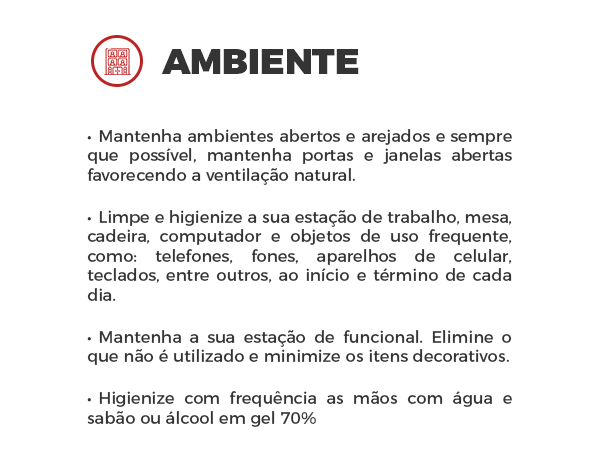 AMBIENTE
• Mantenha ambientes abertos e arejados e sempre
que possível, mantenha portas e janelas abertas
favorecendo a ventilação natural.
• Limpe e higienize a sua estação de trabalho, mesa,
cadeira, computador e objetos de uso frequente,
como: telefones, fones, aparelhos de celular,
teclados, entre outros, ao início e término de cada
dia.
• Mantenha a sua estação de funcional. Elimine o
que não é utilizado e minimize os itens decorativos.
• Higienize com frequência as mãos com água e
sabão ou álcool em gel 70%